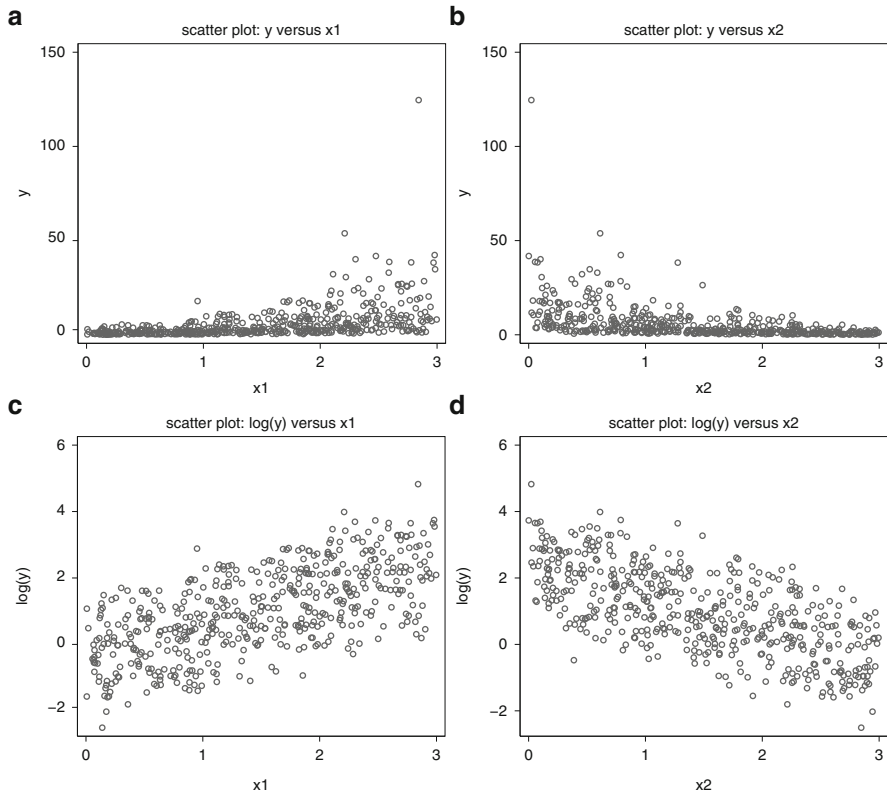 a
scatter plot: y versus x1
150
100
50
0
y
0 1 2 3
x1
b
scatter plot: y versus x2
150
100
50
0
y
0 1 2 3
x2
c
scatter plot: log(y) versus x1
6
4
2
0
−2
log(y)
0 1 2 3
x1
d
scatter plot: log(y) versus x2
6
4
2
0
−2
log(y)
0 1 2 3
x2